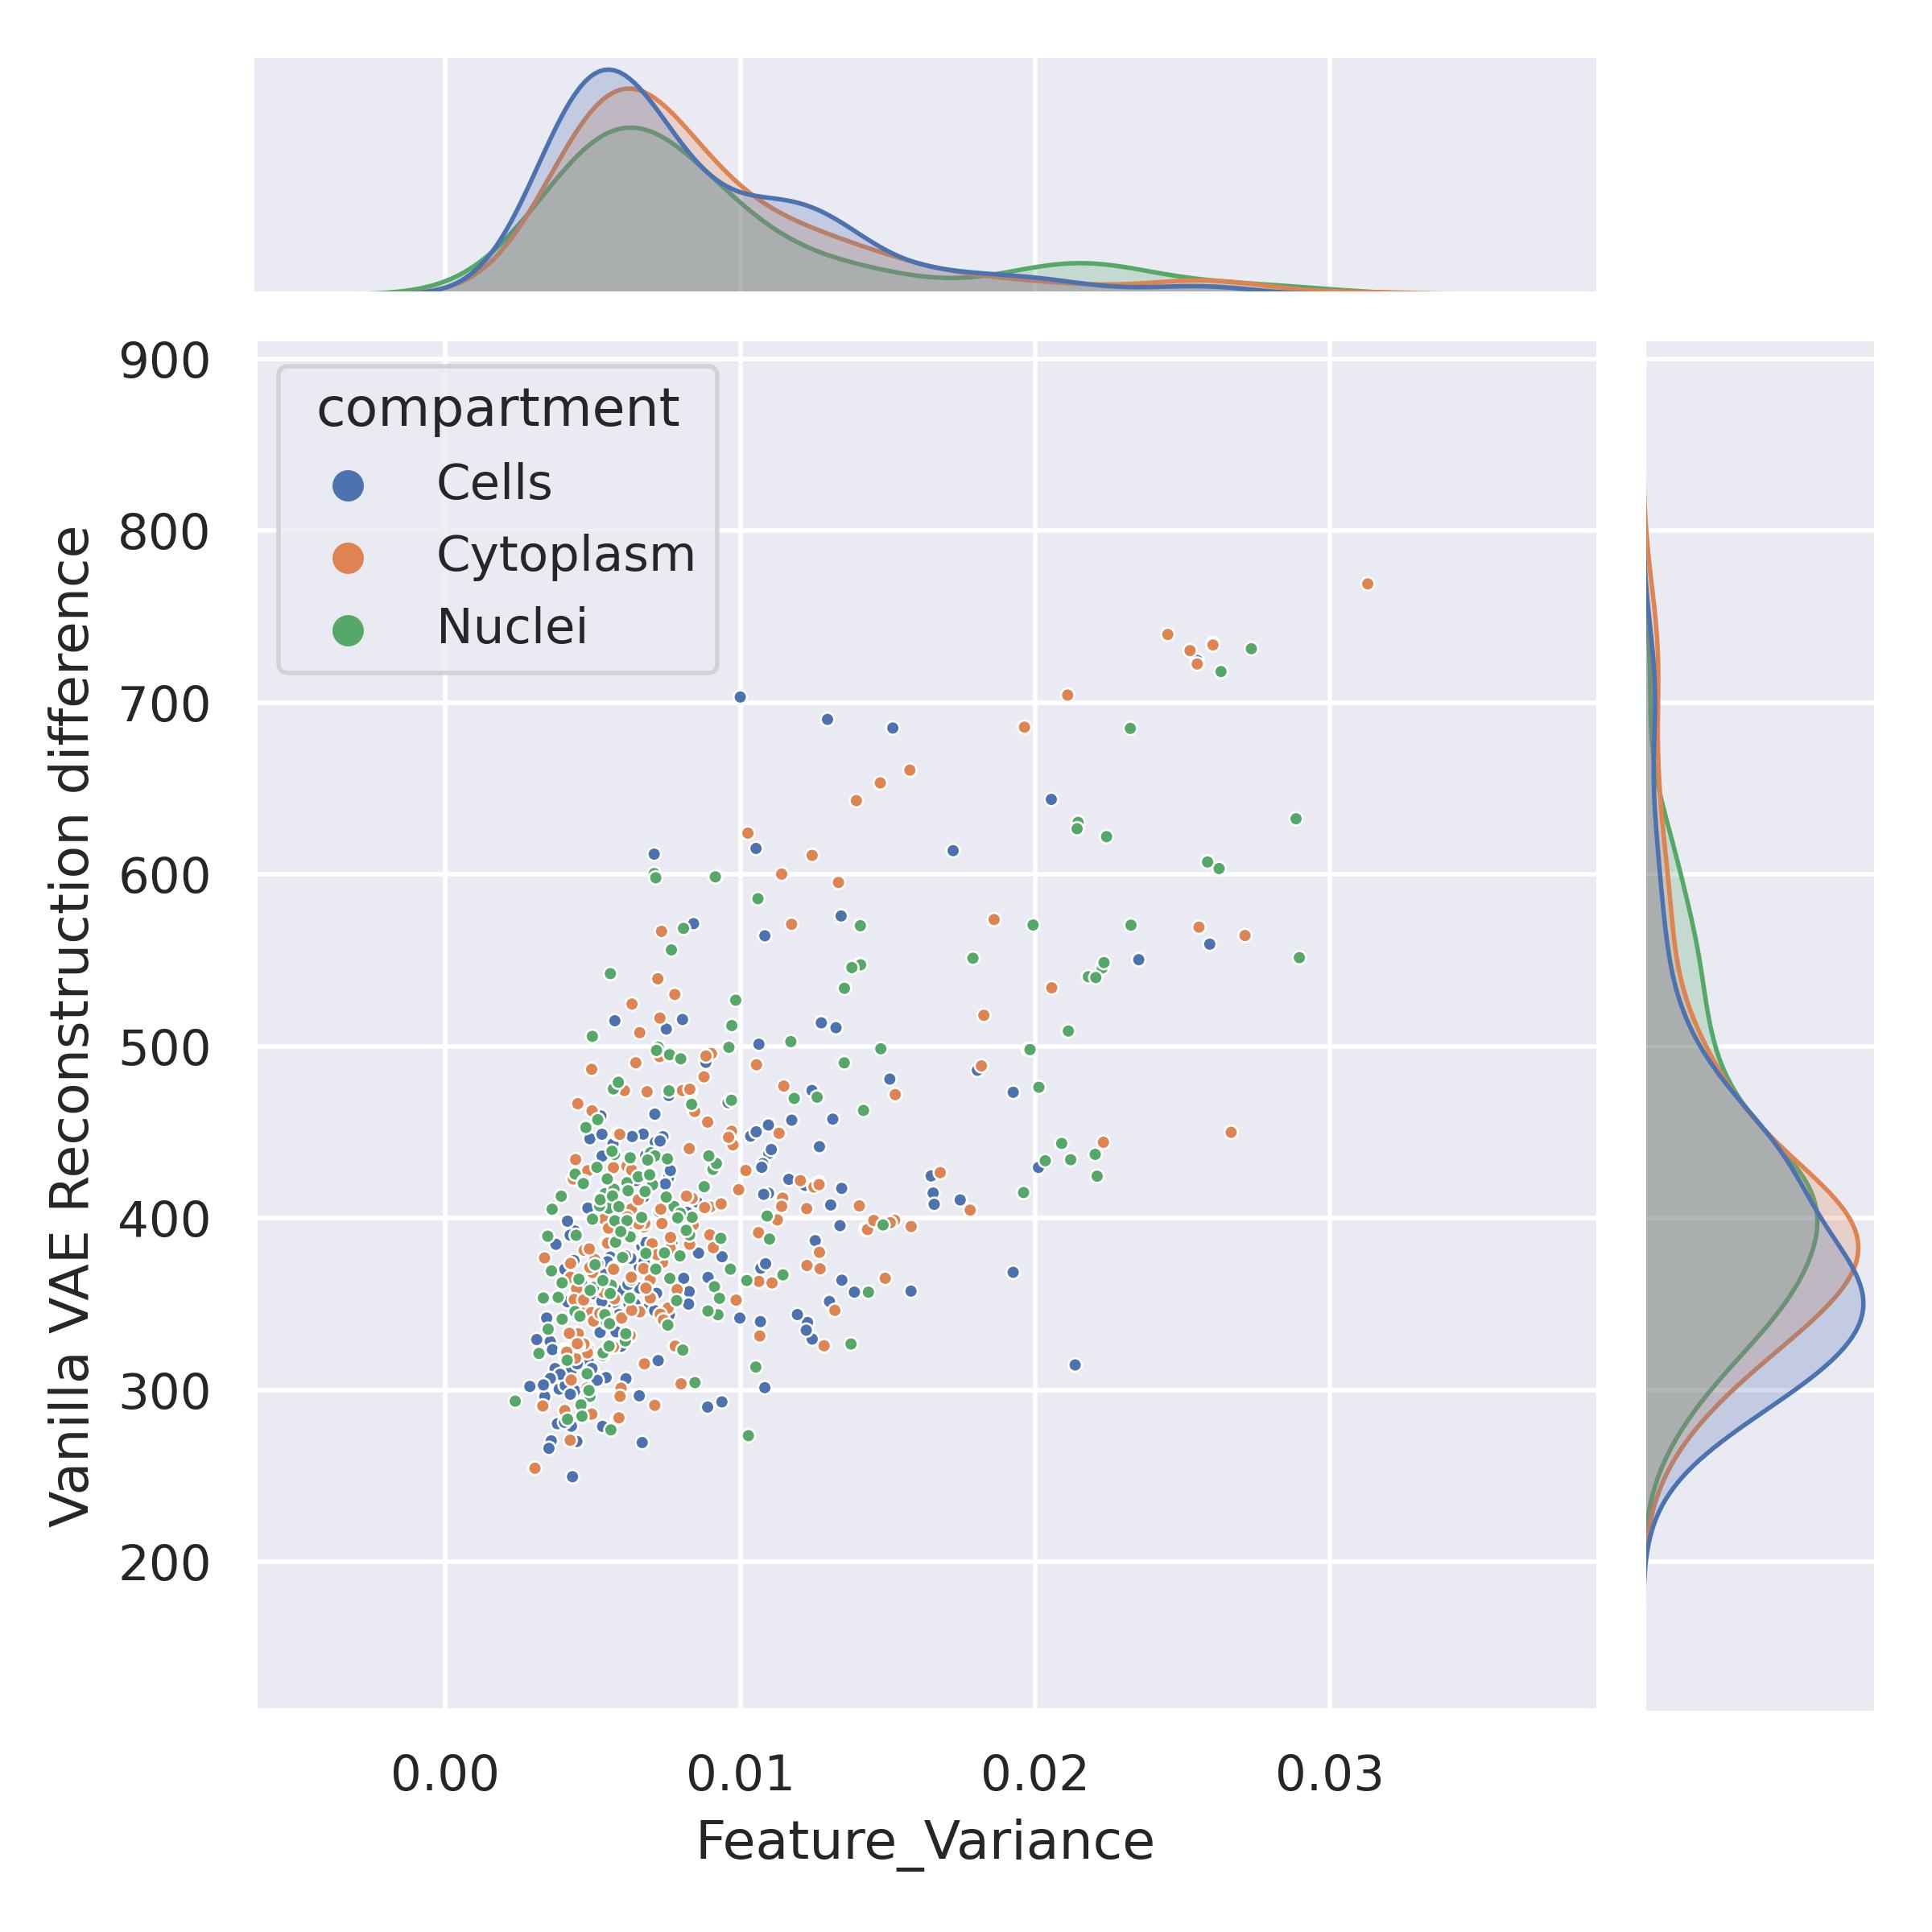 900
800
700
600
500
400
300
200
Vanilla VAE Reconstruction difference
compartment
Cells
Cytoplasm
Nuclei
0.00 0.01 0.02 0.03
Feature_Variance